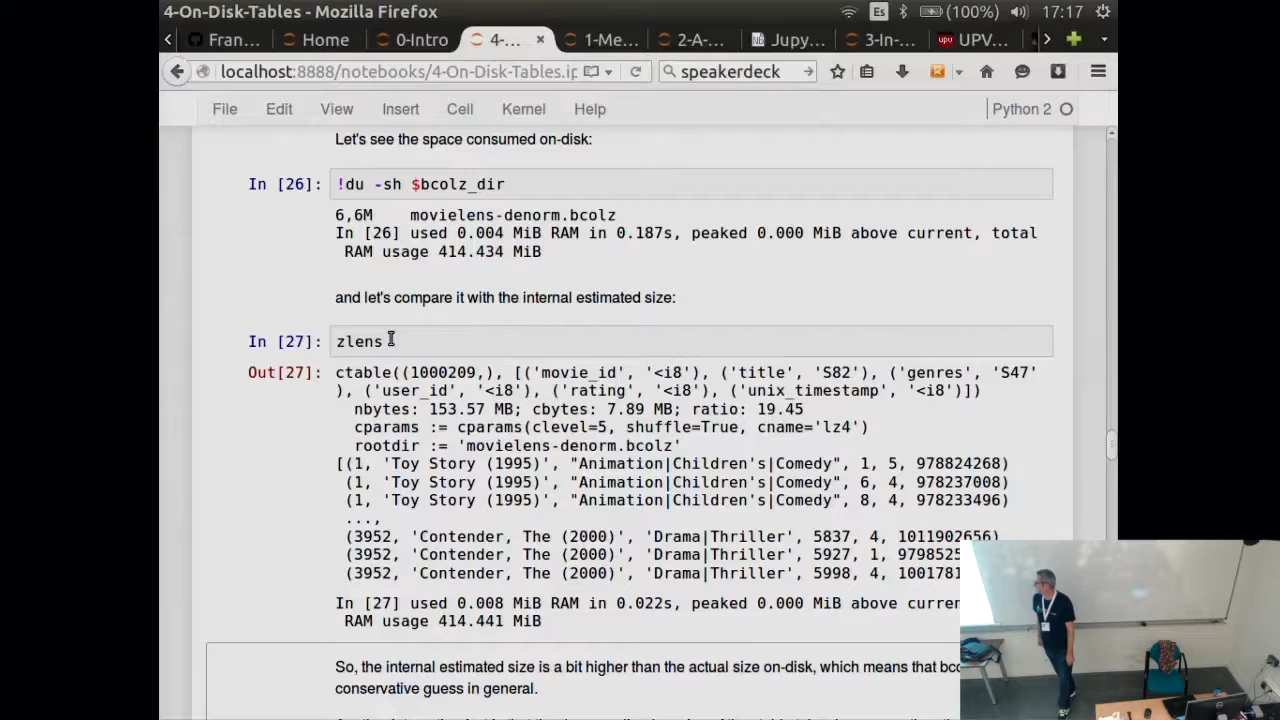 4-On-Disk-Tables - Mozilla Firefox
Es
(100%)
17:17
Fran...
Home
0-Intro
4-...
1-Me...
2-A-...
Jupy...
3-In-...
UPV...
localhost:8888/notebooks/4-On-Disk-Tables.ip
speakerdeck
File Edit View Insert Cell Kernel Help
Python 2
Let's see the space consumed on-disk:
In [26]: !du -sh $bcolz_dir
6,6M movielens-denorm.bcolz
In [26] used 0.004 MiB RAM in 0.187s, peaked 0.000 MiB above current, total
RAM usage 414.434 MiB
and let's compare it with the internal estimated size:
In [27]: zlens
Out[27]: ctable((1000209,), [('movie_id', '<i8'), ('title', 'S82'), ('genres', 'S47'
), ('user_id', '<i8'), ('rating', '<i8'), ('unix_timestamp', '<i8')])
nbytes: 153.57 MB; cbytes: 7.89 MB; ratio: 19.45
cparams := cparams(clevel=5, shuffle=True, cname='lz4')
rootdir := 'movielens-denorm.bcolz'
[(1, 'Toy Story (1995)', "Animation|Children's|Comedy", 1, 5, 978824268)
(1, 'Toy Story (1995)', "Animation|Children's|Comedy", 6, 4, 978237008)
(1, 'Toy Story (1995)', "Animation|Children's|Comedy", 8, 4, 978233496)
...,
(3952, 'Contender, The (2000)', 'Drama|Thriller', 5837, 4, 1011902656)
(3952, 'Contender, The (2000)', 'Drama|Thriller', 5927, 1, 9798525
(3952, 'Contender, The (2000)', 'Drama|Thriller', 5998, 4, 1001781
In [27] used 0.008 MiB RAM in 0.022s, peaked 0.000 MiB above curren
RAM usage 414.441 MiB
So, the internal estimated size is a bit higher than the actual size on-disk, which means that bco
conservative guess in general.